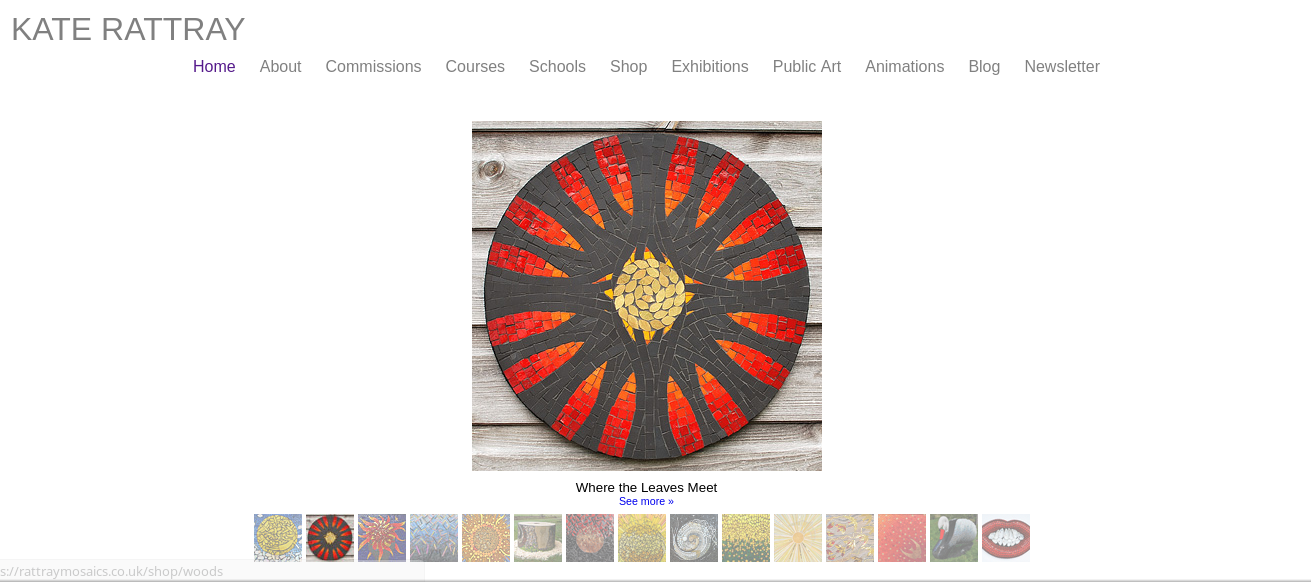 KATE RATTRAY
Home About Commissions Courses Schools Shop Exhibitions Public Art Animations Blog Newsletter
Where the Leaves Meet
See more »
s://rattraymosaics.co.uk/shop/woods